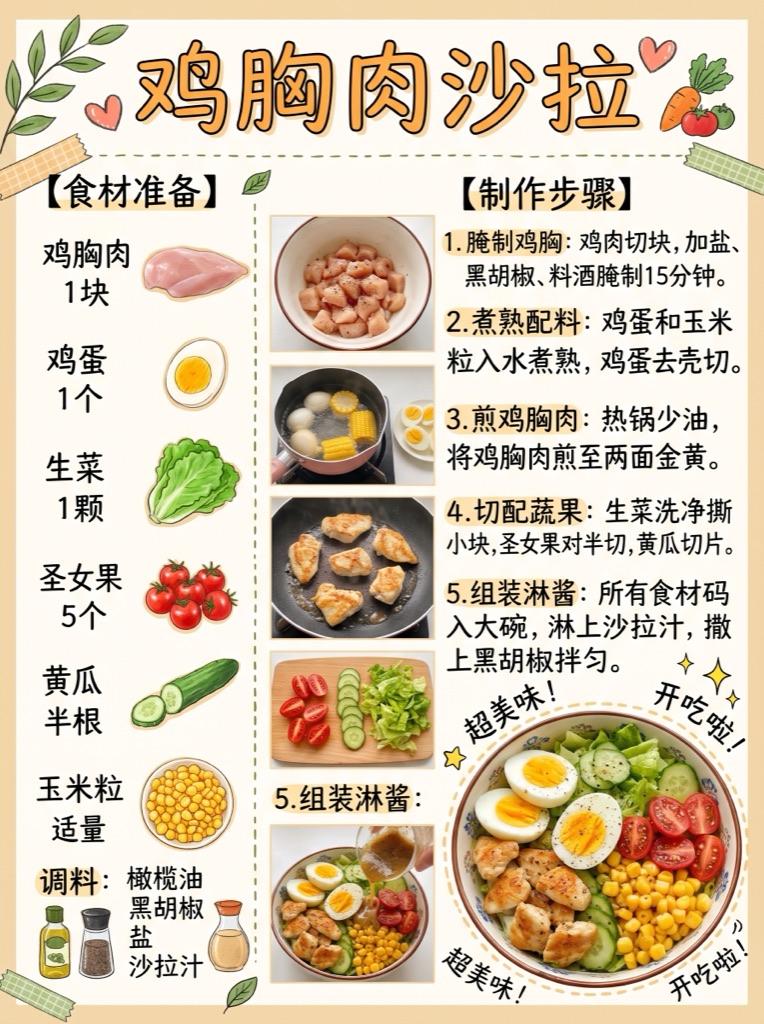 鸡胸肉沙拉
【食材准备】
鸡胸肉
1块
鸡蛋
1个
生菜
1颗
圣女果
5个
黄瓜
半根
玉米粒
适量
调料：橄榄油
黑胡椒
盐
沙拉汁
5.组装淋酱：
【制作步骤】
1.腌制鸡胸：鸡肉切块，加盐、
黑胡椒、料酒腌制15分钟。
2.煮熟配料：鸡蛋和玉米
粒入水煮熟，鸡蛋去壳切。
3.煎鸡胸肉：热锅少油，
将鸡胸肉煎至两面金黄。
4.切配蔬果：生菜洗净撕
小块,圣女果对半切,黄瓜切片。
5.组装淋酱：所有食材码
入大碗，淋上沙拉汁，撒
上黑胡椒拌匀。
超美味！
开吃啦！
超美味！
开吃啦！